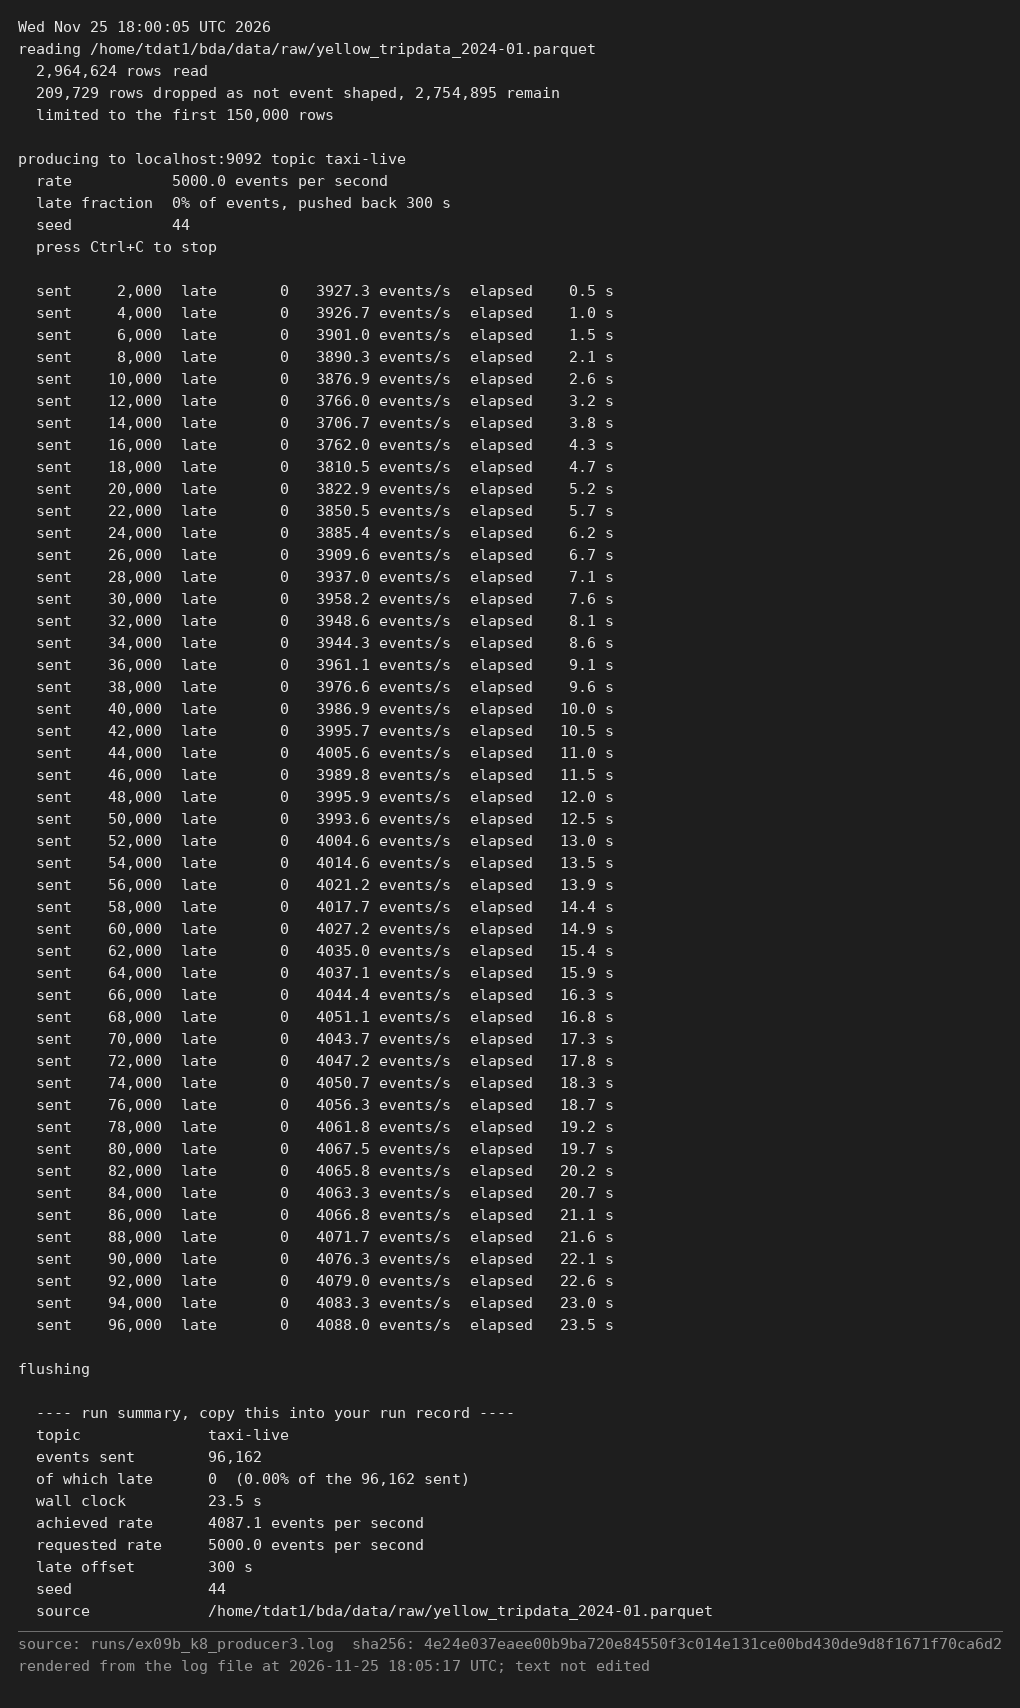 Wed Nov 25 18:00:05 UTC 2026
reading /home/tdat1/bda/data/raw/yellow_tripdata_2024-01.parquet
  2,964,624 rows read
  209,729 rows dropped as not event shaped, 2,754,895 remain
  limited to the first 150,000 rows

producing to localhost:9092 topic taxi-live
  rate           5000.0 events per second
  late fraction  0% of events, pushed back 300 s
  seed           44
  press Ctrl+C to stop

  sent     2,000  late       0   3927.3 events/s  elapsed    0.5 s
  sent     4,000  late       0   3926.7 events/s  elapsed    1.0 s
  sent     6,000  late       0   3901.0 events/s  elapsed    1.5 s
  sent     8,000  late       0   3890.3 events/s  elapsed    2.1 s
  sent    10,000  late       0   3876.9 events/s  elapsed    2.6 s
  sent    12,000  late       0   3766.0 events/s  elapsed    3.2 s
  sent    14,000  late       0   3706.7 events/s  elapsed    3.8 s
  sent    16,000  late       0   3762.0 events/s  elapsed    4.3 s
  sent    18,000  late       0   3810.5 events/s  elapsed    4.7 s
  sent    20,000  late       0   3822.9 events/s  elapsed    5.2 s
  sent    22,000  late       0   3850.5 events/s  elapsed    5.7 s
  sent    24,000  late       0   3885.4 events/s  elapsed    6.2 s
  sent    26,000  late       0   3909.6 events/s  elapsed    6.7 s
  sent    28,000  late       0   3937.0 events/s  elapsed    7.1 s
  sent    30,000  late       0   3958.2 events/s  elapsed    7.6 s
  sent    32,000  late       0   3948.6 events/s  elapsed    8.1 s
  sent    34,000  late       0   3944.3 events/s  elapsed    8.6 s
  sent    36,000  late       0   3961.1 events/s  elapsed    9.1 s
  sent    38,000  late       0   3976.6 events/s  elapsed    9.6 s
  sent    40,000  late       0   3986.9 events/s  elapsed   10.0 s
  sent    42,000  late       0   3995.7 events/s  elapsed   10.5 s
  sent    44,000  late       0   4005.6 events/s  elapsed   11.0 s
  sent    46,000  late       0   3989.8 events/s  elapsed   11.5 s
  sent    48,000  late       0   3995.9 events/s  elapsed   12.0 s
  sent    50,000  late       0   3993.6 events/s  elapsed   12.5 s
  sent    52,000  late       0   4004.6 events/s  elapsed   13.0 s
  sent    54,000  late       0   4014.6 events/s  elapsed   13.5 s
  sent    56,000  late       0   4021.2 events/s  elapsed   13.9 s
  sent    58,000  late       0   4017.7 events/s  elapsed   14.4 s
  sent    60,000  late       0   4027.2 events/s  elapsed   14.9 s
  sent    62,000  late       0   4035.0 events/s  elapsed   15.4 s
  sent    64,000  late       0   4037.1 events/s  elapsed   15.9 s
  sent    66,000  late       0   4044.4 events/s  elapsed   16.3 s
  sent    68,000  late       0   4051.1 events/s  elapsed   16.8 s
  sent    70,000  late       0   4043.7 events/s  elapsed   17.3 s
  sent    72,000  late       0   4047.2 events/s  elapsed   17.8 s
  sent    74,000  late       0   4050.7 events/s  elapsed   18.3 s
  sent    76,000  late       0   4056.3 events/s  elapsed   18.7 s
  sent    78,000  late       0   4061.8 events/s  elapsed   19.2 s
  sent    80,000  late       0   4067.5 events/s  elapsed   19.7 s
  sent    82,000  late       0   4065.8 events/s  elapsed   20.2 s
  sent    84,000  late       0   4063.3 events/s  elapsed   20.7 s
  sent    86,000  late       0   4066.8 events/s  elapsed   21.1 s
  sent    88,000  late       0   4071.7 events/s  elapsed   21.6 s
  sent    90,000  late       0   4076.3 events/s  elapsed   22.1 s
  sent    92,000  late       0   4079.0 events/s  elapsed   22.6 s
  sent    94,000  late       0   4083.3 events/s  elapsed   23.0 s
  sent    96,000  late       0   4088.0 events/s  elapsed   23.5 s

flushing

  ---- run summary, copy this into your run record ----
  topic              taxi-live
  events sent        96,162
  of which late      0  (0.00% of the 96,162 sent)
  wall clock         23.5 s
  achieved rate      4087.1 events per second
  requested rate     5000.0 events per second
  late offset        300 s
  seed               44
  source             /home/tdat1/bda/data/raw/yellow_tripdata_2024-01.parquet
source: runs/ex09b_k8_producer3.log  sha256: 4e24e037eaee00b9ba720e84550f3c014e131ce00bd430de9d8f1671f70ca6d2
rendered from the log file at 2026-11-25 18:05:17 UTC; text not edited